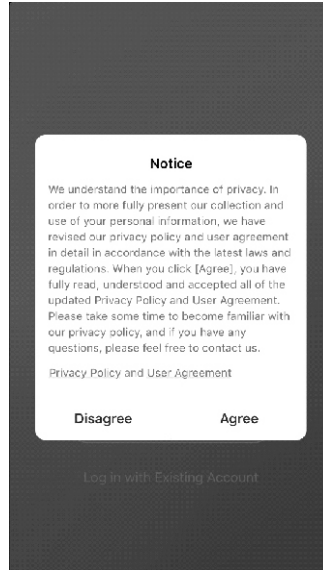 Notice
We understand the importance of privacy. In
order to more fully present our collection and
use of your personal information, we have
revised our privacy policy and user agreement
in detail in accordance with the latest laws and
regulations. When you click [Agree], you have
fully read, understood and accepted all of the
updated Privacy Policy and User Agreement.
Please take some time to become familiar with
our privacy policy, and if you have any
questions, please feel free to contact us.
Privacy Policy and User Agreement
Disagree Agree
Log in with Existing Account